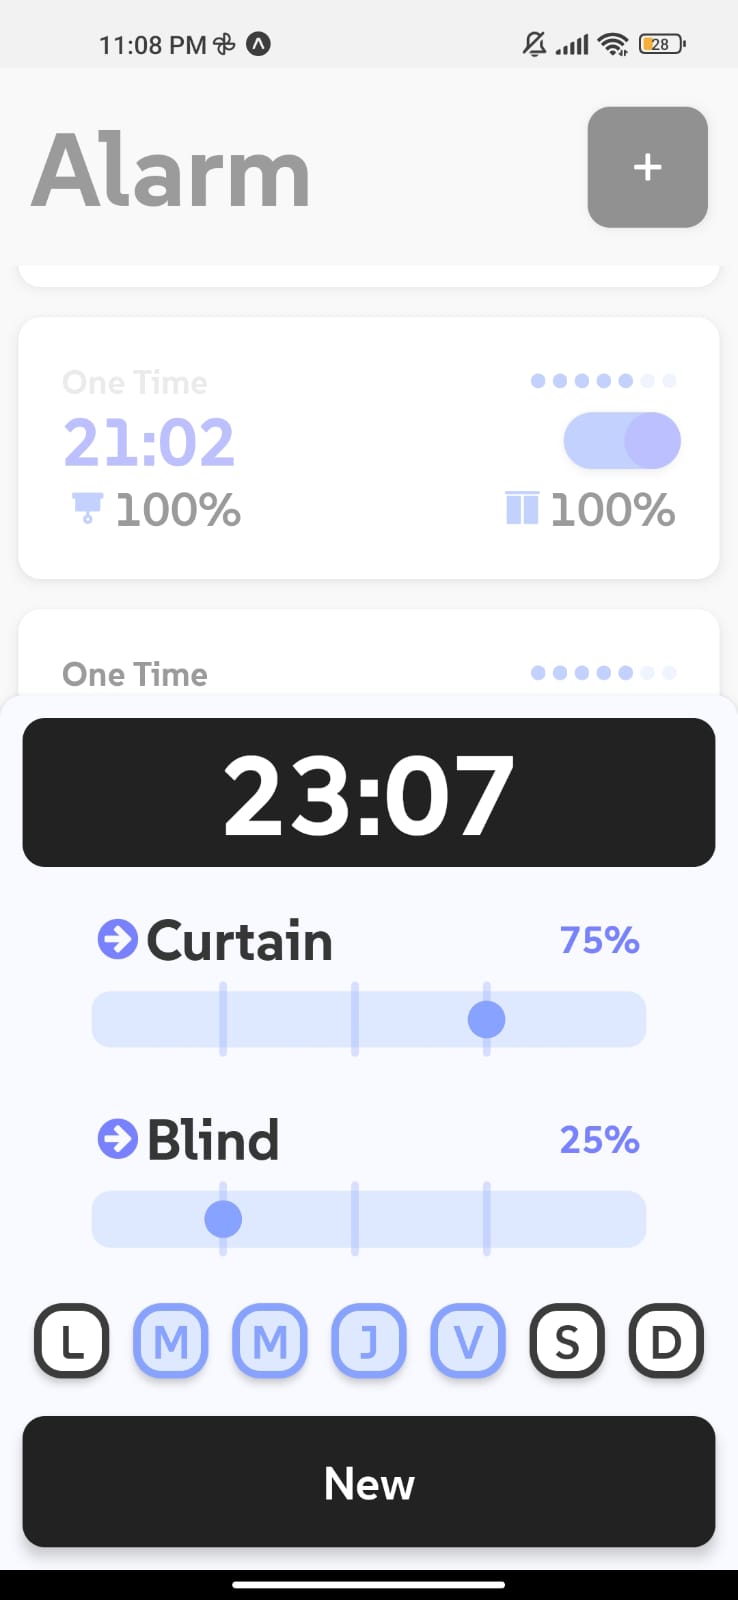 11:08 PM 28
Alarm +
One Time
21:02
100% 100%
One Time
23:07
Curtain 75%
Blind 25%
L M M J V S D
New